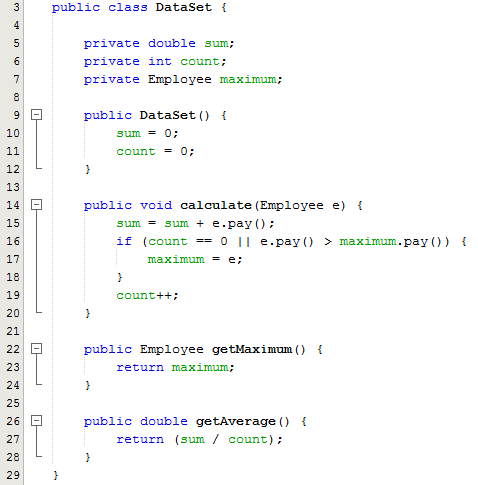 3 public class DataSet {
4
5 private double sum;
6 private int count;
7 private Employee maximum;
8
9 public DataSet() {
10 sum = 0;
11 count = 0;
12 }
13
14 public void calculate(Employee e) {
15 sum = sum + e.pay();
16 if (count == 0 || e.pay() > maximum.pay()) {
17 maximum = e;
18 }
19 count++;
20 }
21
22 public Employee getMaximum() {
23 return maximum;
24 }
25
26 public double getAverage() {
27 return (sum / count);
28 }
29 }